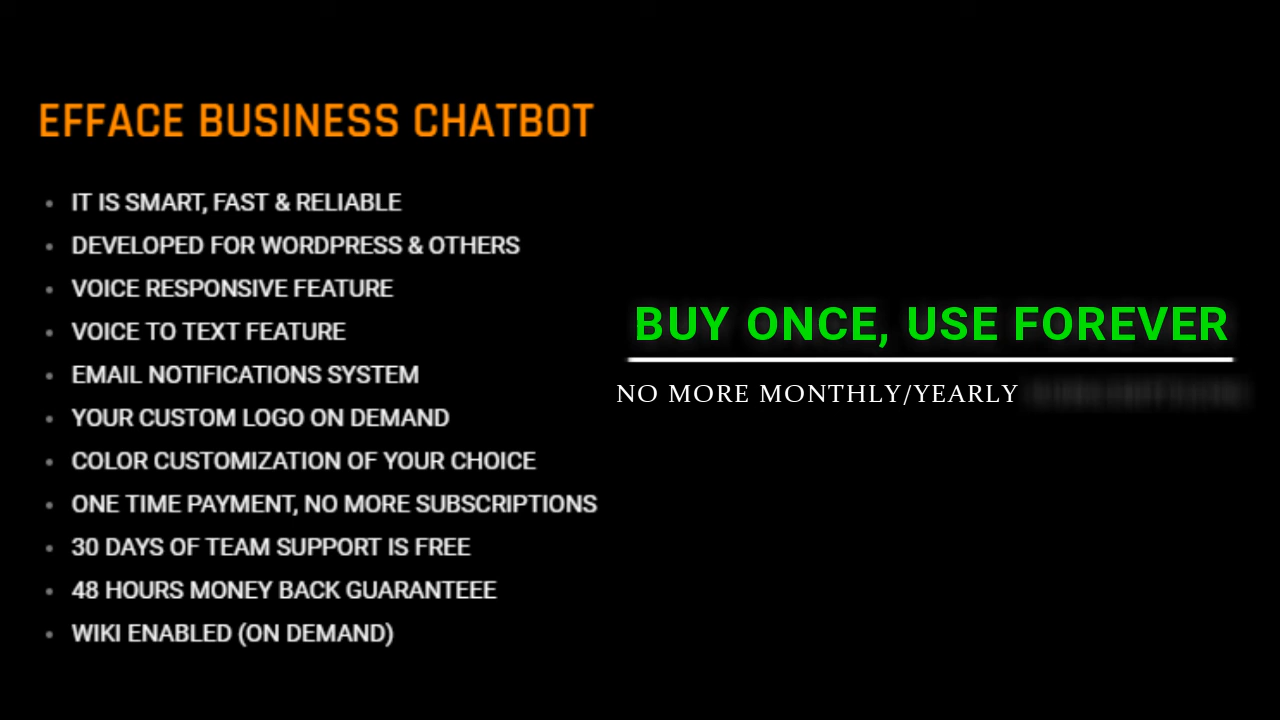 EFFACE BUSINESS CHATBOT
IT IS SMART, FAST & RELIABLE
DEVELOPED FOR WORDPRESS & OTHERS
VOICE RESPONSIVE FEATURE
VOICE TO TEXT FEATURE
EMAIL NOTIFICATIONS SYSTEM
YOUR CUSTOM LOGO ON DEMAND
COLOR CUSTOMIZATION OF YOUR CHOICE
ONE TIME PAYMENT, NO MORE SUBSCRIPTIONS
30 DAYS OF TEAM SUPPORT IS FREE
48 HOURS MONEY BACK GUARANTEEE
WIKI ENABLED (ON DEMAND)
BUY ONCE, USE FOREVER
NO MORE MONTHLY/YEARLY